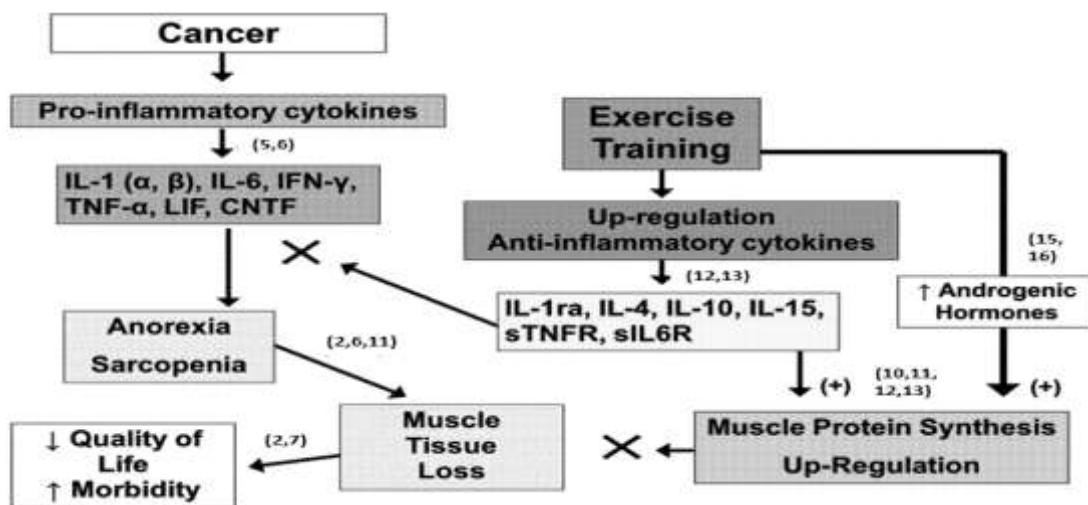 Cancer
Pro-inflammatory cytokines
(5,6)
IL-1 (α, β), IL-6, IFN-γ,
TNF-α, LIF, CNTF
Anorexia
Sarcopenia
(2,6,11)
Muscle
Tissue
Loss
(2,7)
↓ Quality of
Life
↑ Morbidity
Exercise
Training
Up-regulation
Anti-inflammatory cytokines
(12,13)
IL-1ra, IL-4, IL-10, IL-15,
sTNFR, sIL6R
(15,
16)
↑ Androgenic
Hormones
(+)
(10,11,
12,13)
(+)
Muscle Protein Synthesis
Up-Regulation